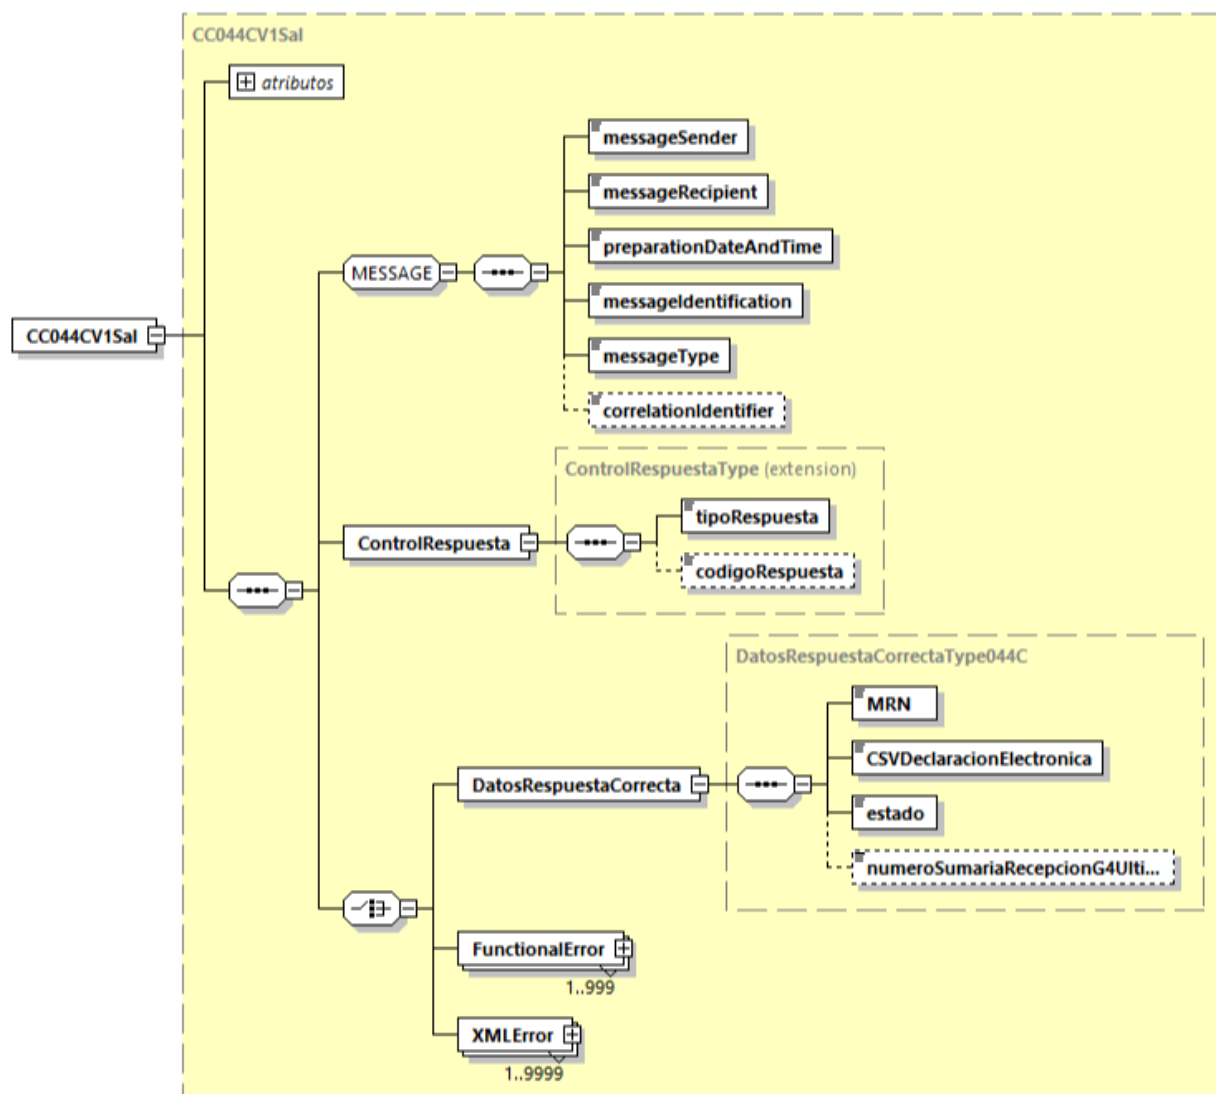 CC044CV1Sal
atributos
messageSender
messageRecipient
preparationDateAndTime
MESSAGE
messageIdentification
CC044CV1Sal
messageType
correlationIdentifier
ControlRespuestaType (extension)
tipoRespuesta
ControlRespuesta
codigoRespuesta
DatosRespuestaCorrectaType044C
MRN
CSVDeclaracionElectronica
DatosRespuestaCorrecta
estado
numeroSumariaRecepcionG4Ulti...
FunctionalError
1..999
XMLError
1..9999